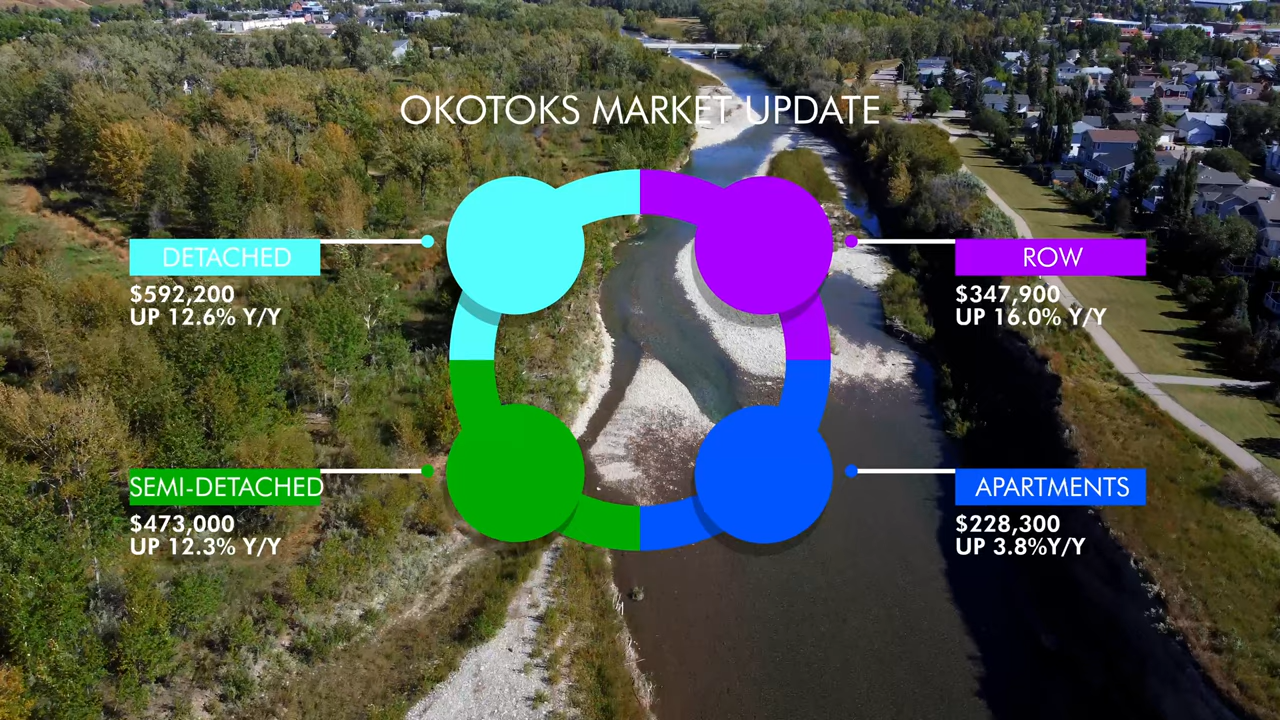 OKOTOKS MARKET UPDATE
DETACHED
$592,200
UP 12.6% Y/Y
ROW
$347,900
UP 16.0% Y/Y
SEMI-DETACHED
$473,000
UP 12.3% Y/Y
APARTMENTS
$228,300
UP 3.8%Y/Y